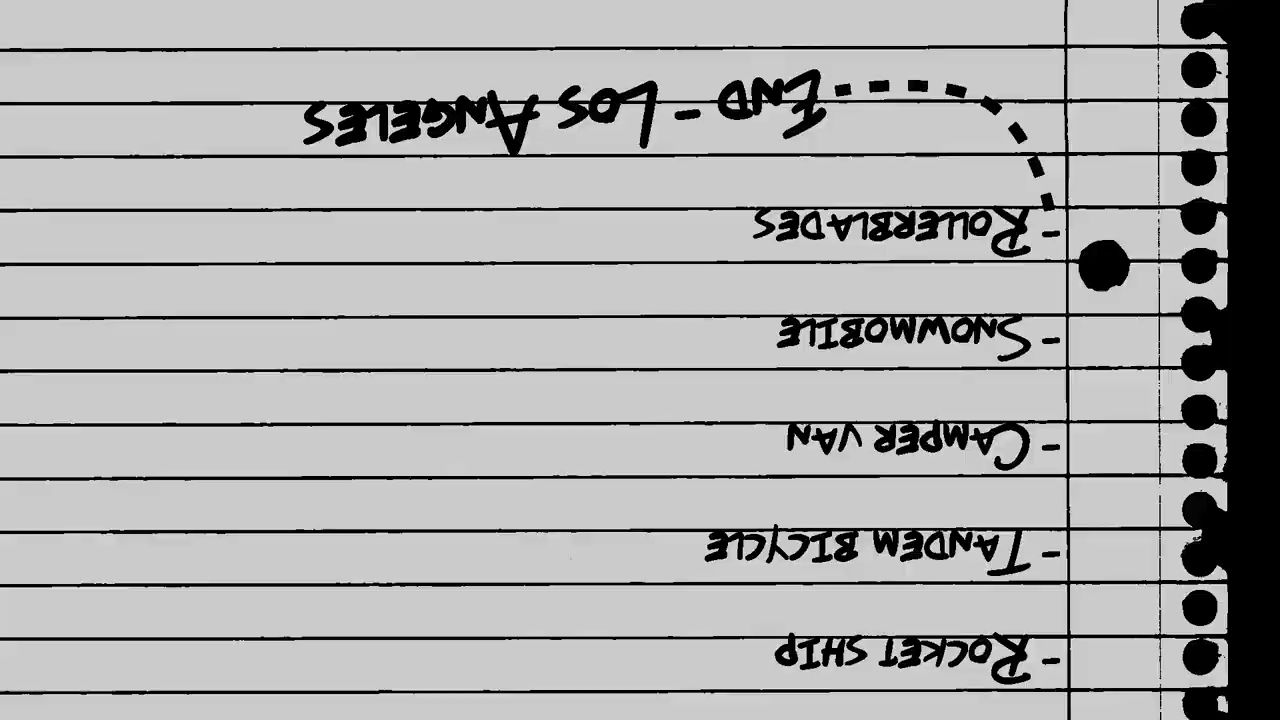 - Rocket ship
- Tandem bicycle
- Camper van
- Snowmobile
- Rollerblades
End - Los Angeles